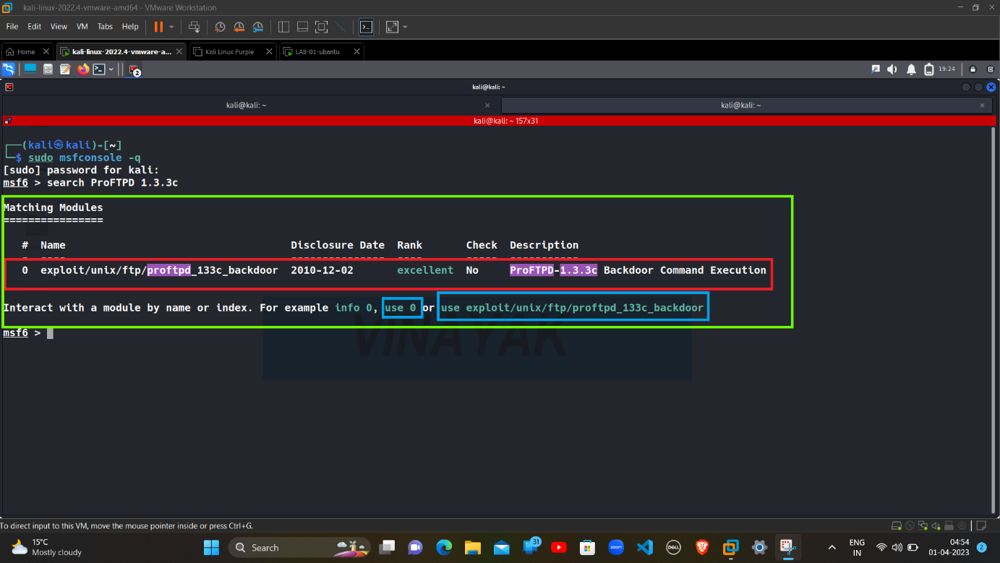 kali-linux-2022.4-vmware-amd64 - VMware Workstation
File Edit View VM Tabs Help
Home kali-linux-2022.4-vmware-a... Kali Linux Purple LAB-01-ubantu
2 19:24
kali@kali: ~
kali@kali: ~ kali@kali: ~
kali@kali: ~ 157x31
┌──(kali㉿kali)-[~]
└─$ sudo msfconsole -q
[sudo] password for kali:
msf6 > search ProFTPD 1.3.3c
Matching Modules
================
# Name Disclosure Date Rank Check Description
- ---- --------------- ---- ----- -----------
0 exploit/unix/ftp/proftpd_133c_backdoor 2010-12-02 excellent No ProFTPD-1.3.3c Backdoor Command Execution
Interact with a module by name or index. For example info 0, use 0 or use exploit/unix/ftp/proftpd_133c_backdoor
msf6 >
VINAYAK
To direct input to this VM, move the mouse pointer inside or press Ctrl+G.
15°C
Mostly cloudy
Search
31
zoom
DELL
ENG
IN
04:54
01-04-2023
2